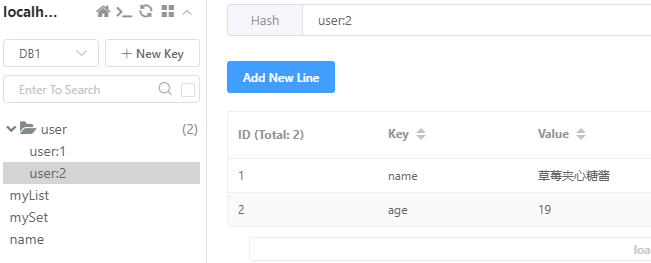 localh...
DB1
+ New Key
Enter To Search
user (2)
user:1
user:2
myList
mySet
name
Hash user:2
Add New Line
ID (Total: 2) Key Value
1 name 草莓夹心糖酱
2 age 19
loa